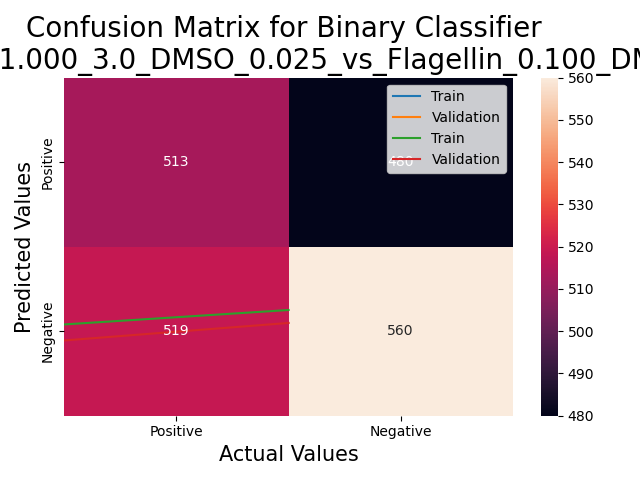 Confusion Matrix for Binary Classifier
1.000_3.0_DMSO_0.025_vs_Flagellin_0.100_DM
Train
Validation
Train
Validation
Predicted Values
Positive
Negative
513
480
519
560
Positive
Negative
Actual Values
560
550
540
530
520
510
500
490
480